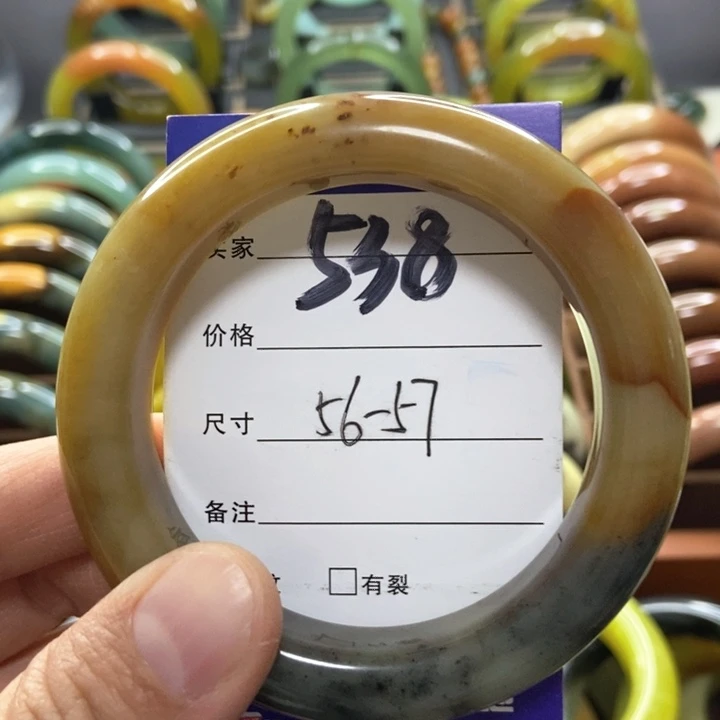 家 538
价格
尺寸 56-57
备注
□有裂